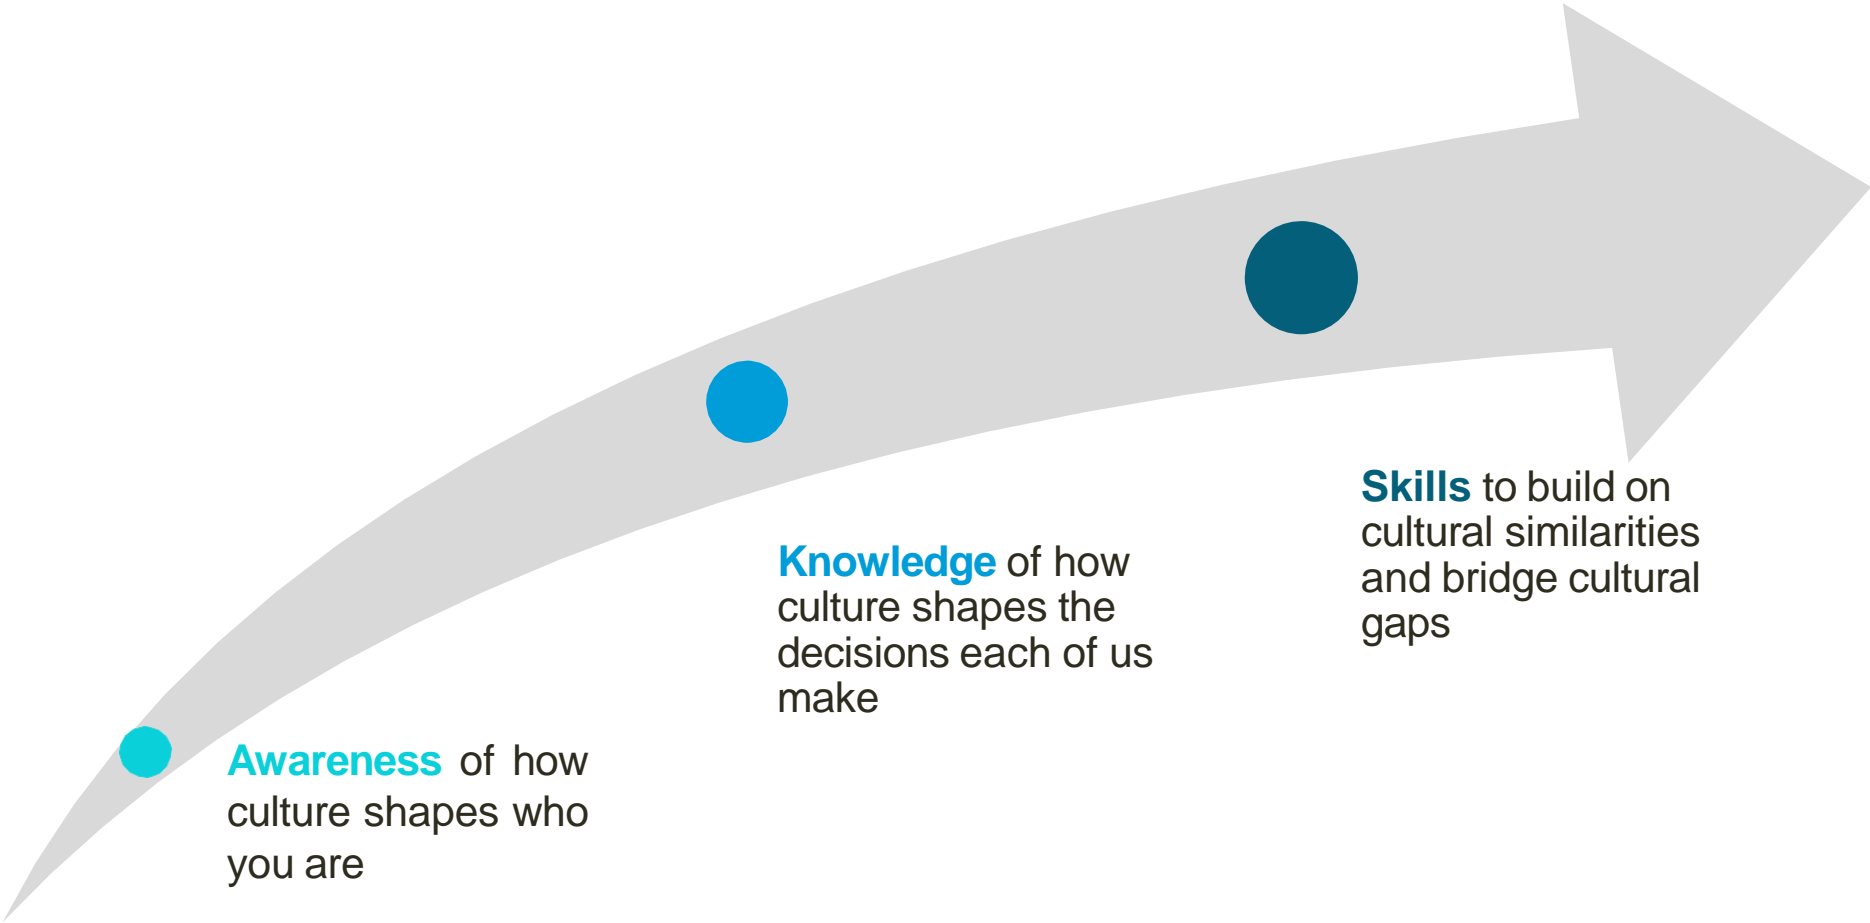 Skills to build on
cultural similarities
and bridge cultural
gaps
Knowledge of how
culture shapes the
decisions each of us
make
Awareness of how
culture shapes who
you are